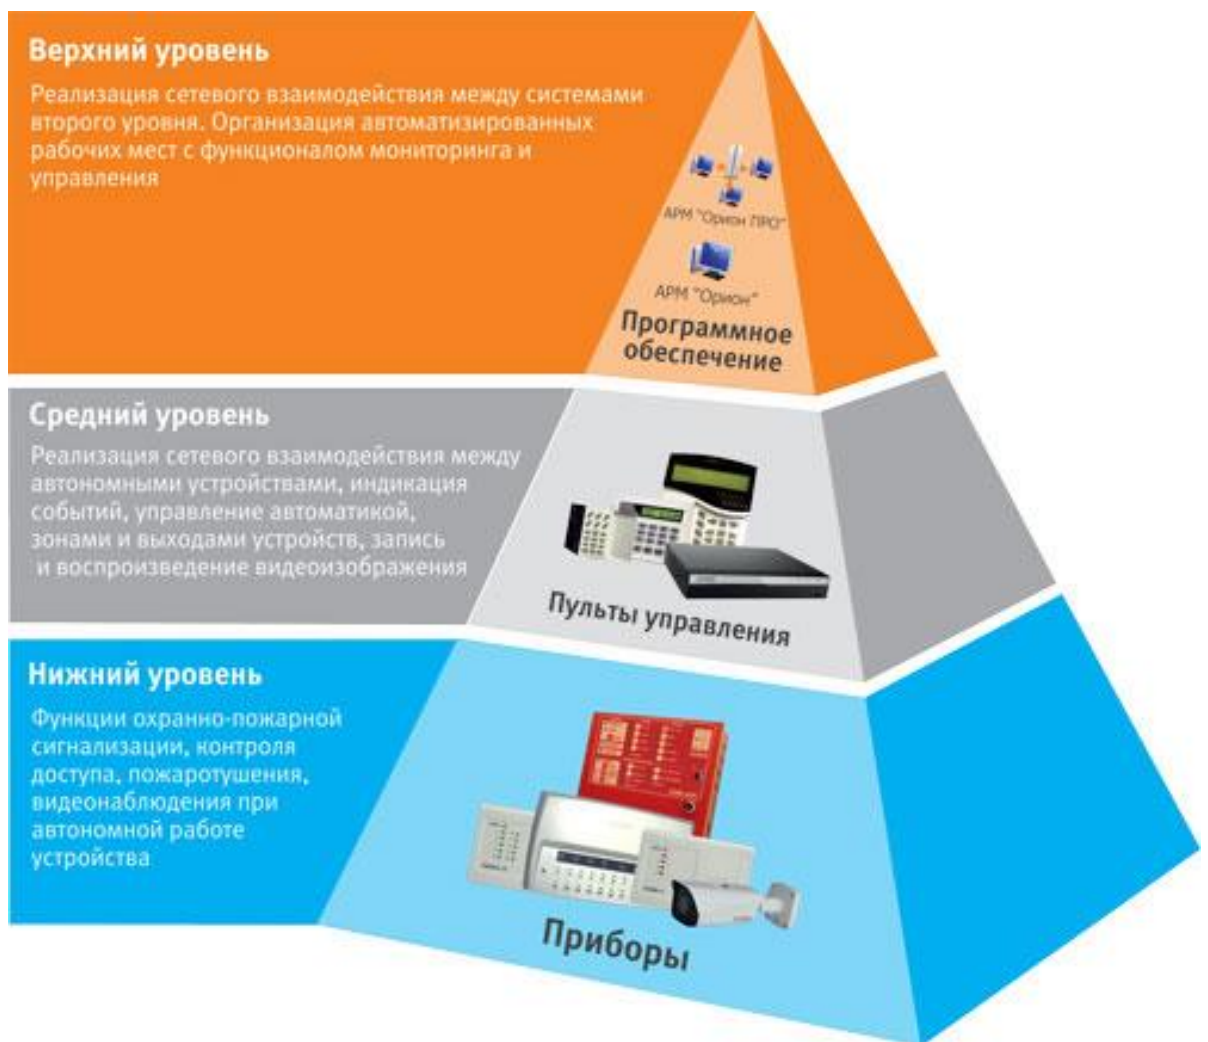 Верхний уровень
Реализация сетевого взаимодействия между системами
второго уровня. Организация автоматизированных
рабочих мест с функционалом мониторинга и
управления
АРМ "Орион ПРО"
АРМ "Орион"
Программное
обеспечение
Средний уровень
Реализация сетевого взаимодействия между
автономными устройствами, индикация
событий, управление автоматикой,
зонами и выходами устройств, запись
и воспроизведение видеоизображения
Пульты управления
Нижний уровень
Функции охранно-пожарной
сигнализации, контроля
доступа, пожаротушения,
видеонаблюдения при
автономной работе
устройства
Приборы